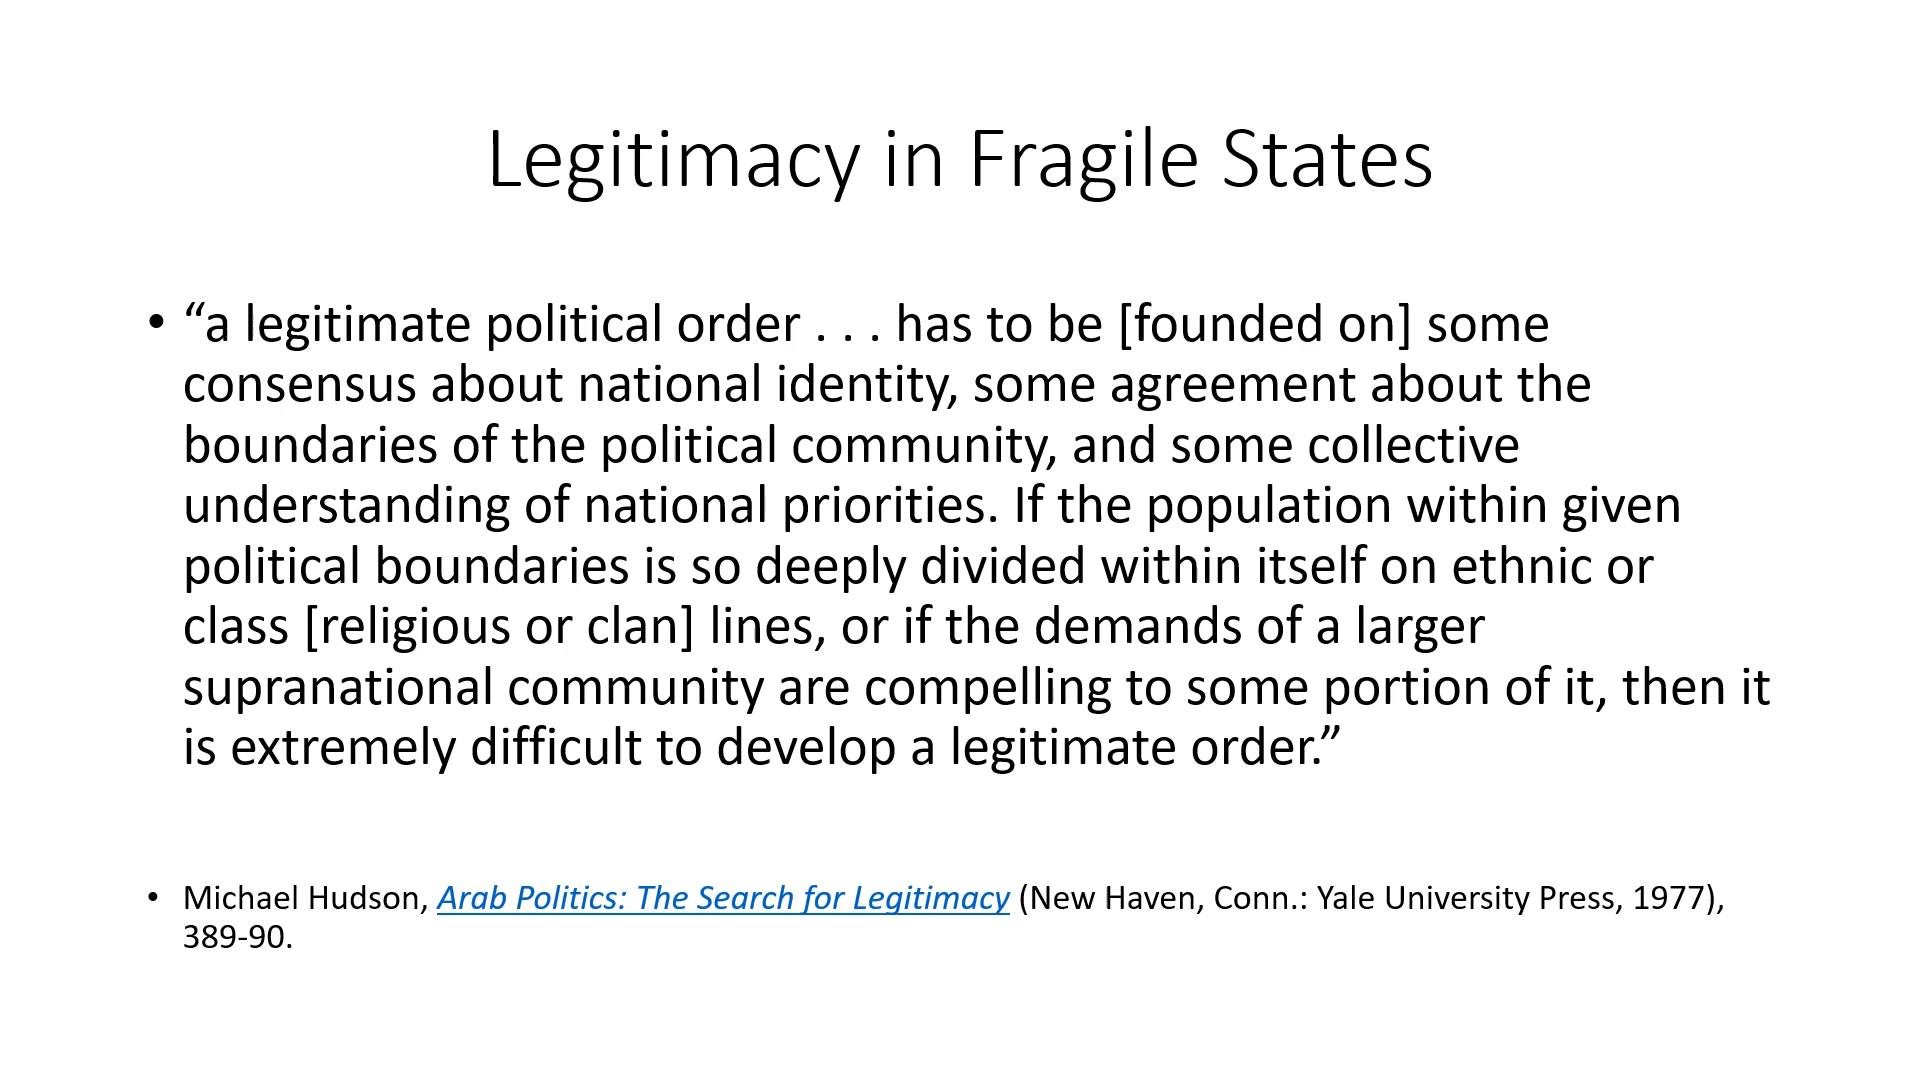 Legitimacy in Fragile States
• “a legitimate political order . . . has to be [founded on] some
consensus about national identity, some agreement about the
boundaries of the political community, and some collective
understanding of national priorities. If the population within given
political boundaries is so deeply divided within itself on ethnic or
class [religious or clan] lines, or if the demands of a larger
supranational community are compelling to some portion of it, then it
is extremely difficult to develop a legitimate order.”
• Michael Hudson, Arab Politics: The Search for Legitimacy (New Haven, Conn.: Yale University Press, 1977),
389-90.